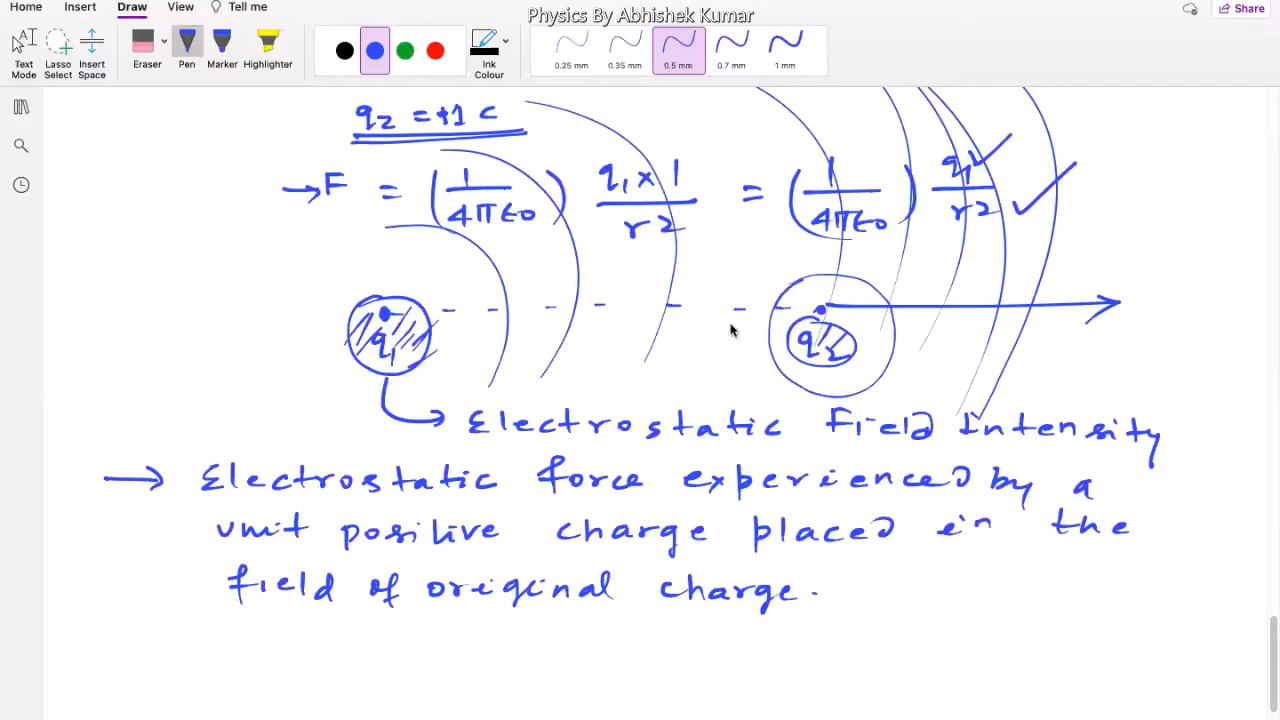 Home Insert Draw View Tell me
Physics By Abhishek Kumar
Share
Text Mode
Lasso Select
Insert Space
Eraser
Pen
Marker
Highlighter
Ink Colour
0.25 mm
0.35 mm
0.5 mm
0.7 mm
1 mm
q2 = +1 c
→ F = (1/4πε0) q1 × 1/r2 = (1/4πε0) q1/r2
q1
q2
Electrostatic Field Intensity
→ Electrostatic force experienced by a
unit positive charge placed in the
field of original charge.